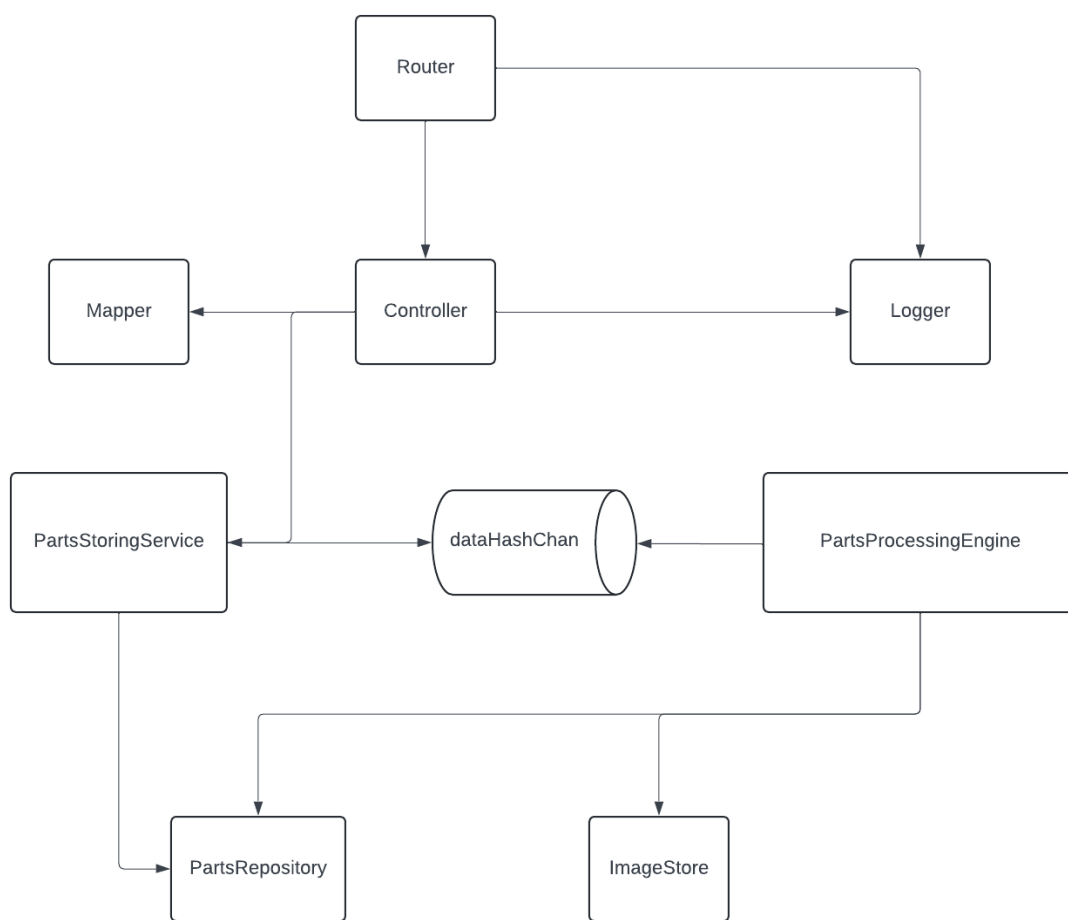 Router
Mapper
Controller
Logger
PartsStoringService
dataHashChan
PartsProcessingEngine
PartsRepository
ImageStore